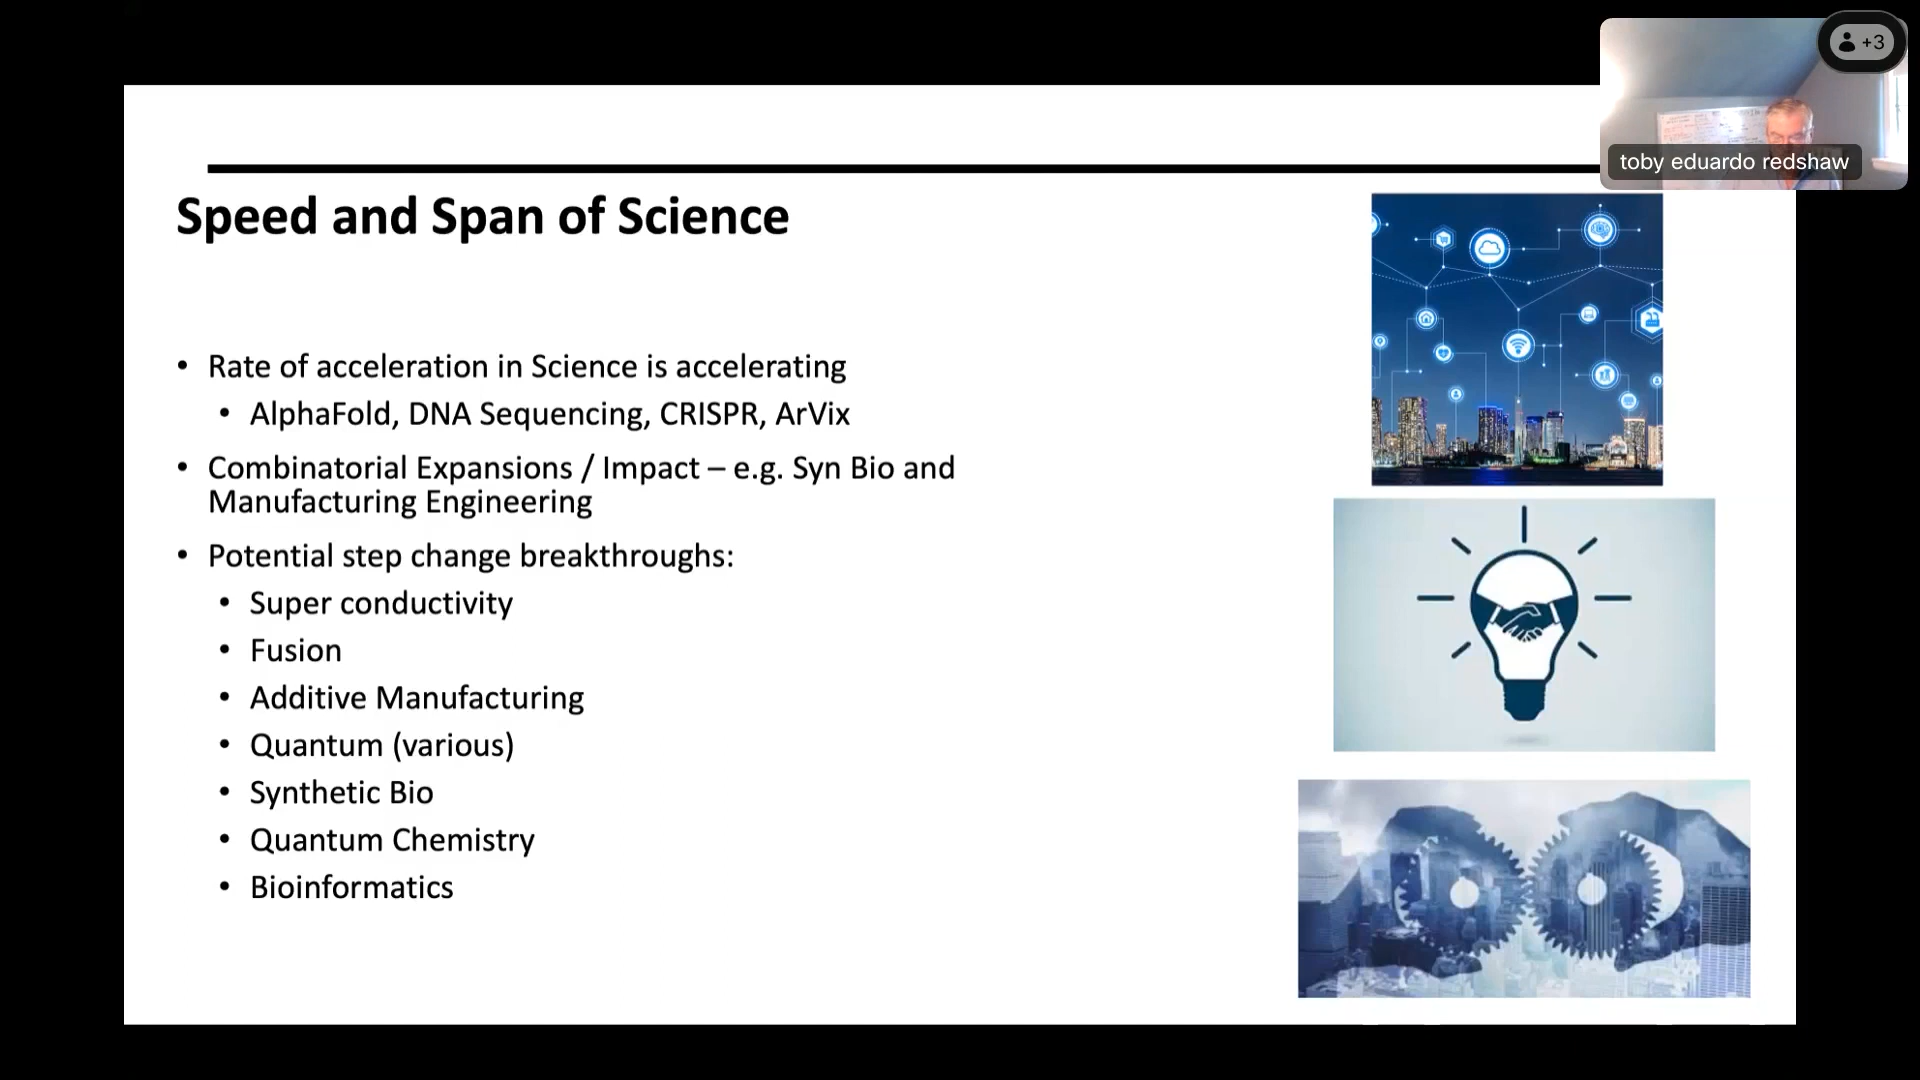 +3
toby eduardo redshaw
Speed and Span of Science
• Rate of acceleration in Science is accelerating
• AlphaFold, DNA Sequencing, CRISPR, ArVix
• Combinatorial Expansions / Impact – e.g. Syn Bio and
Manufacturing Engineering
• Potential step change breakthroughs:
• Super conductivity
• Fusion
• Additive Manufacturing
• Quantum (various)
• Synthetic Bio
• Quantum Chemistry
• Bioinformatics